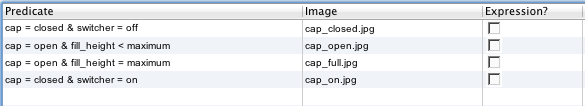 Predicate Image Expression?
cap = closed & switcher = off cap_closed.jpg
cap = open & fill_height < maximum cap_open.jpg
cap = open & fill_height = maximum cap_full.jpg
cap = closed & switcher = on cap_on.jpg